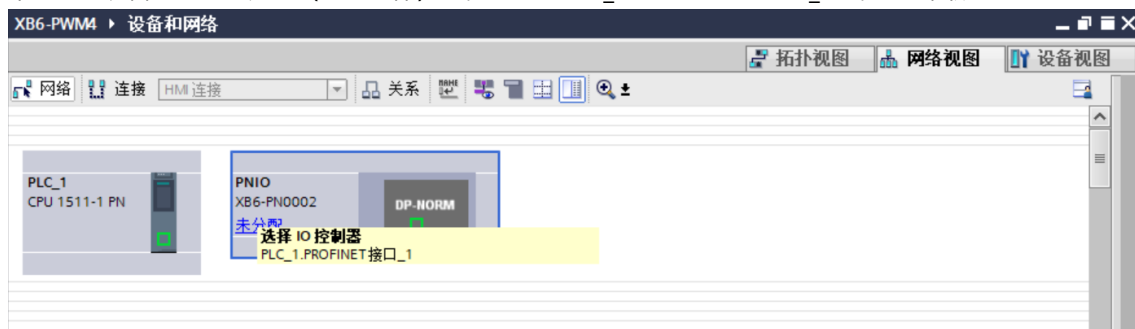 XB6-PWM4 ▸ 设备和网络
拓扑视图 网络视图 设备视图
网络 连接 HMI 连接 关系
PLC_1
CPU 1511-1 PN
PNIO
XB6-PN0002
DP-NORM
未分配
选择 IO 控制器
PLC_1.PROFINET接口_1